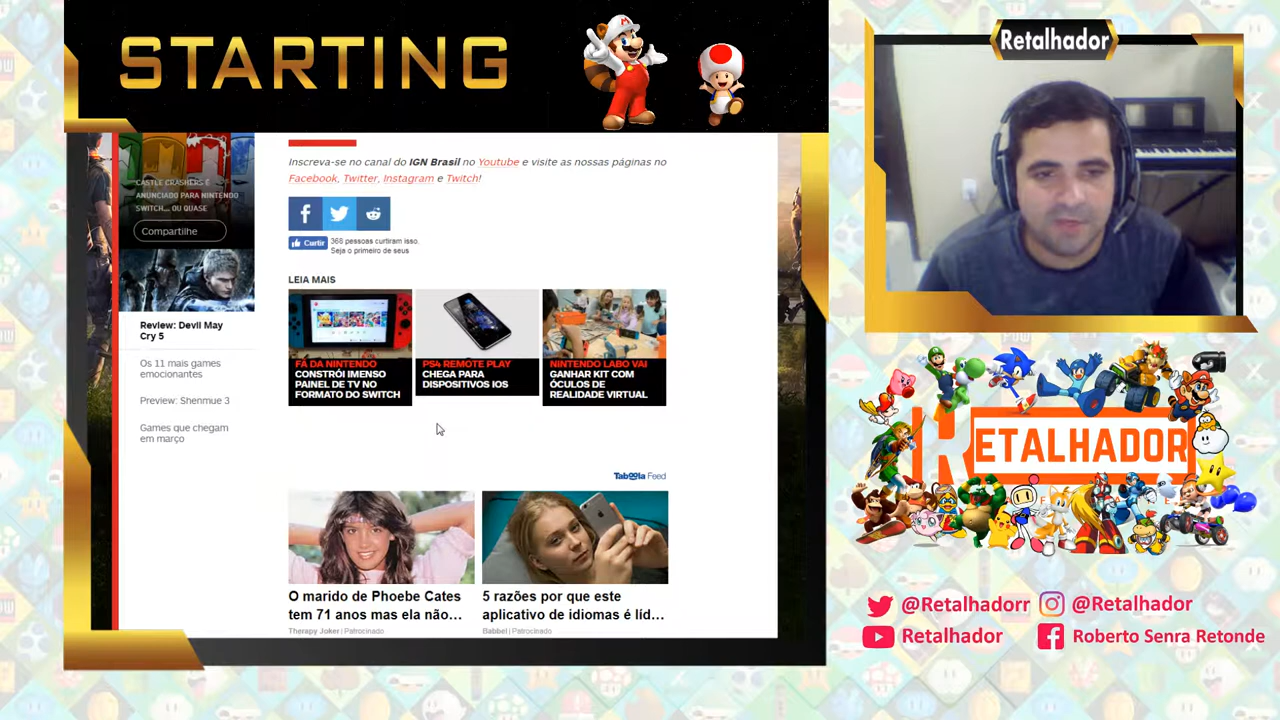 STARTING
Retalhador
CASTLE CRASHERS É
ANUNCIADO PARA NINTENDO
SWITCH... OU QUASE
Compartilhe
Review: Devil May
Cry 5
Os 11 mais games
emocionantes
Preview: Shenmue 3
Games que chegam
em março
Inscreva-se no canal do IGN Brasil no Youtube e visite as nossas páginas no
Facebook, Twitter, Instagram e Twitch!
Curtir
368 pessoas curtiram isso.
Seja o primeiro de seus
LEIA MAIS
FÃ DA NINTENDO
CONSTRÓI IMENSO
PAINEL DE TV NO
FORMATO DO SWITCH
PS4 REMOTE PLAY
CHEGA PARA
DISPOSITIVOS IOS
NINTENDO LABO VAI
GANHAR KIT COM
ÓCULOS DE
REALIDADE VIRTUAL
Taboola Feed
O marido de Phoebe Cates
tem 71 anos mas ela não...
Therapy Joker | Patrocinado
5 razões por que este
aplicativo de idiomas é líd...
Babbel | Patrocinado
RETALHADOR
@Retalhadorr
@Retalhador
Retalhador
Roberto Senra Retonde